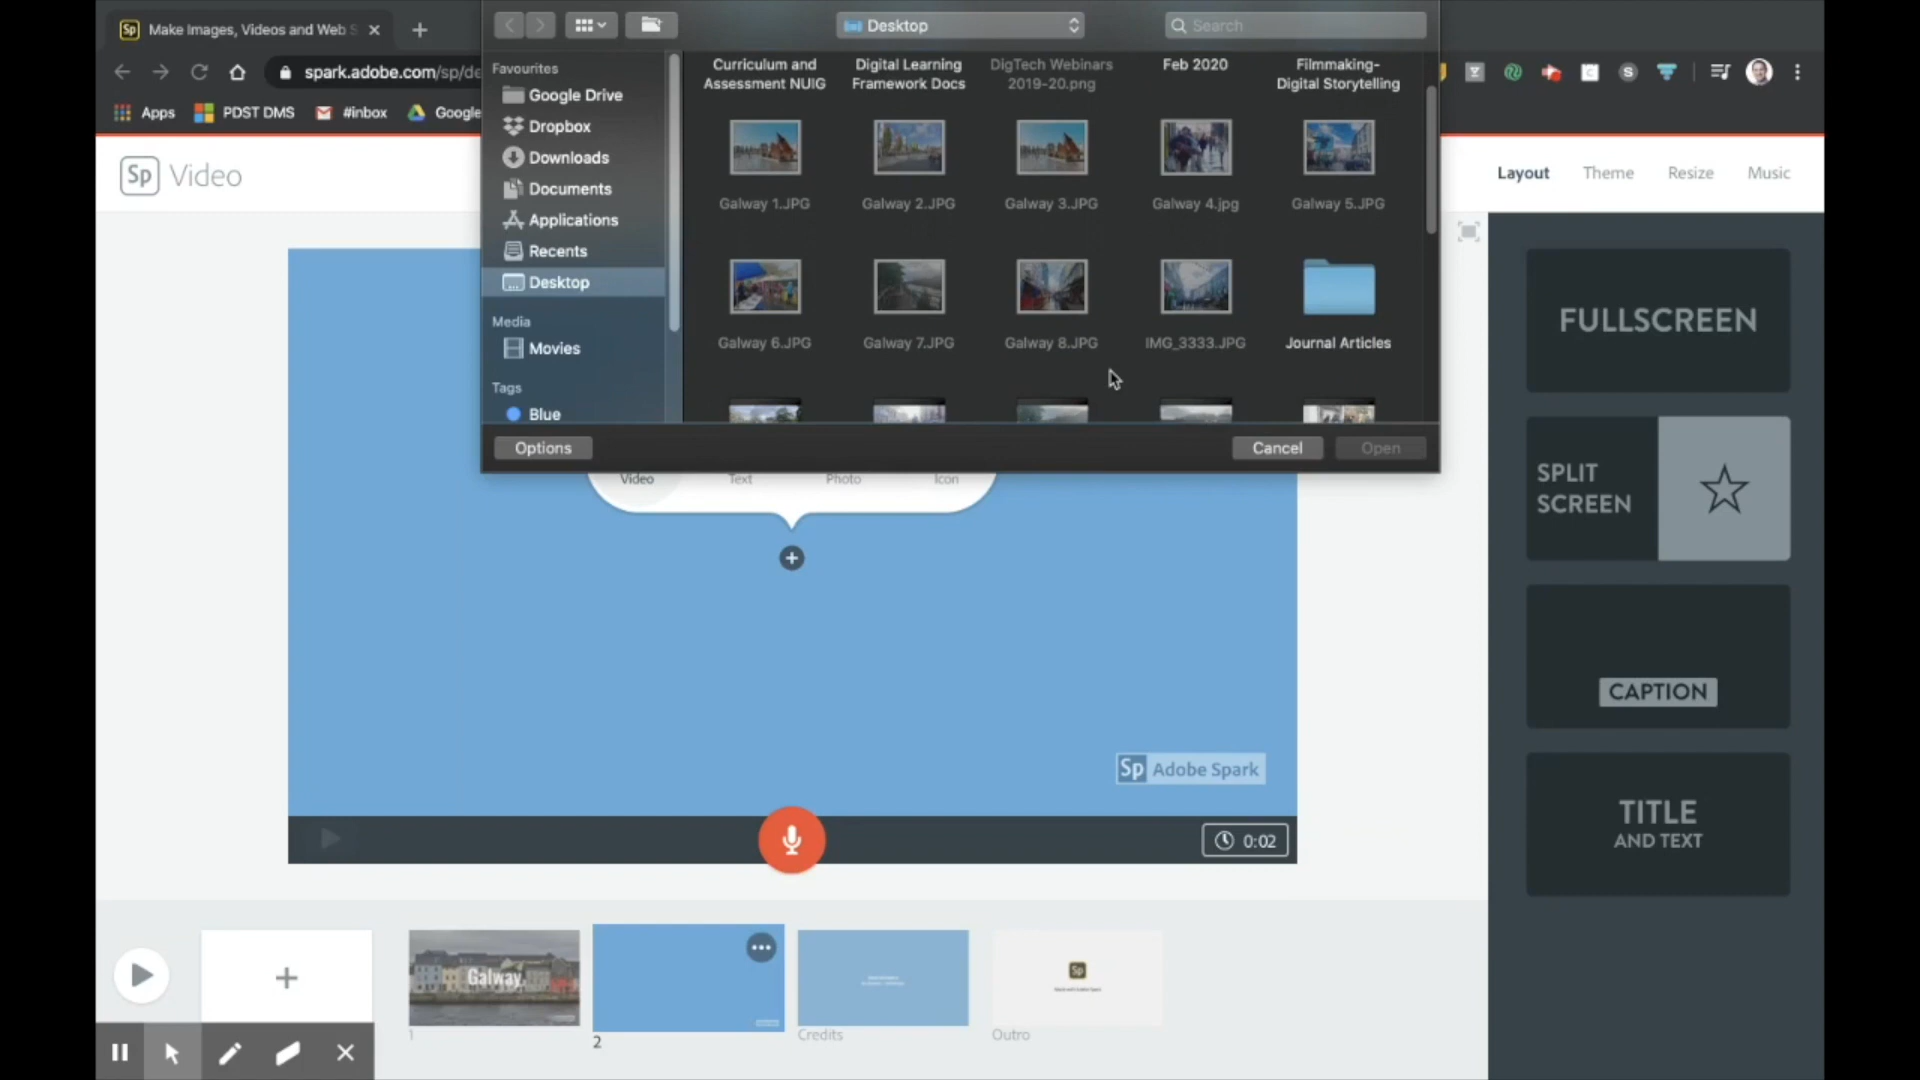 Sp Make Images, Videos and Web S
spark.adobe.com/sp/de
Apps
PDST DMS
#inbox
Google
Desktop
Search
Favourites
Google Drive
Dropbox
Downloads
Documents
Applications
Recents
Desktop
Media
Movies
Tags
Blue
Curriculum and
Assessment NUIG
Digital Learning
Framework Docs
DigTech Webinars
2019-20.png
Feb 2020
Filmmaking-
Digital Storytelling
Galway 1.JPG
Galway 2.JPG
Galway 3.JPG
Galway 4.jpg
Galway 5.JPG
Galway 6.JPG
Galway 7.JPG
Galway 8.JPG
IMG_3333.JPG
Journal Articles
Options
Cancel
Open
Sp Video
Layout
Theme
Resize
Music
Video
Text
Photo
Icon
FULLSCREEN
SPLIT
SCREEN
CAPTION
TITLE
AND TEXT
Sp Adobe Spark
0:02
Galway
1
2
Credits
Sp
Outro